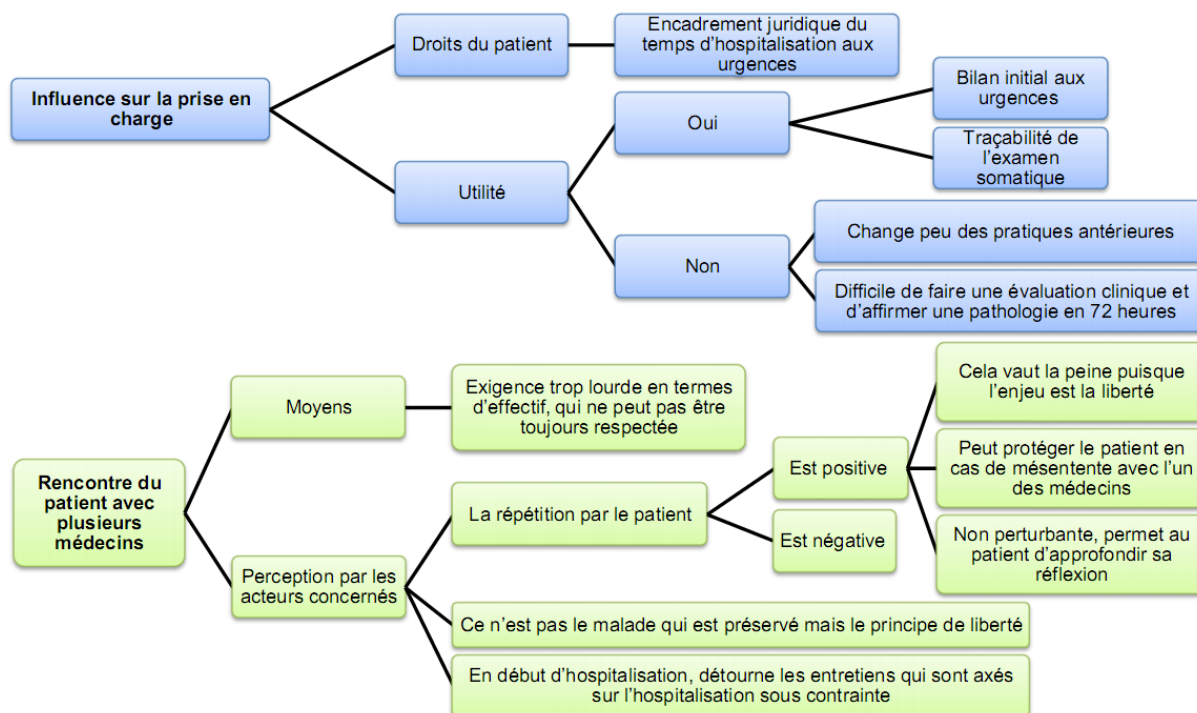 Influence sur la prise en
charge
Droits du patient
Encadrement juridique du
temps d'hospitalisation aux
urgences
Utilité
Oui
Bilan initial aux
urgences
Traçabilité de
l'examen
somatique
Non
Change peu des pratiques antérieures
Difficile de faire une évaluation clinique et
d'affirmer une pathologie en 72 heures
Rencontre du
patient avec
plusieurs
médecins
Moyens
Exigence trop lourde en termes
d'effectif, qui ne peut pas être
toujours respectée
Perception par les
acteurs concernés
La répétition par le patient
Est positive
Cela vaut la peine puisque
l'enjeu est la liberté
Peut protéger le patient en
cas de mésentente avec l'un
des médecins
Non perturbante, permet au
patient d'approfondir sa
réflexion
Est négative
Ce n'est pas le malade qui est préservé mais le principe de liberté
En début d'hospitalisation, détourne les entretiens qui sont axés
sur l'hospitalisation sous contrainte